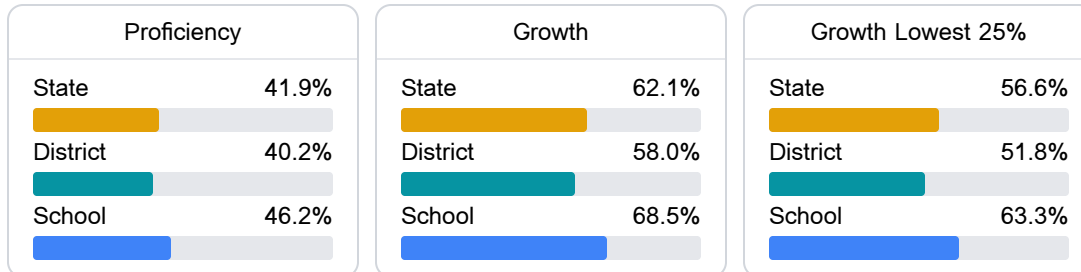 Proficiency
State 41.9%
District 40.2%
School 46.2%
Growth
State 62.1%
District 58.0%
School 68.5%
Growth Lowest 25%
State 56.6%
District 51.8%
School 63.3%